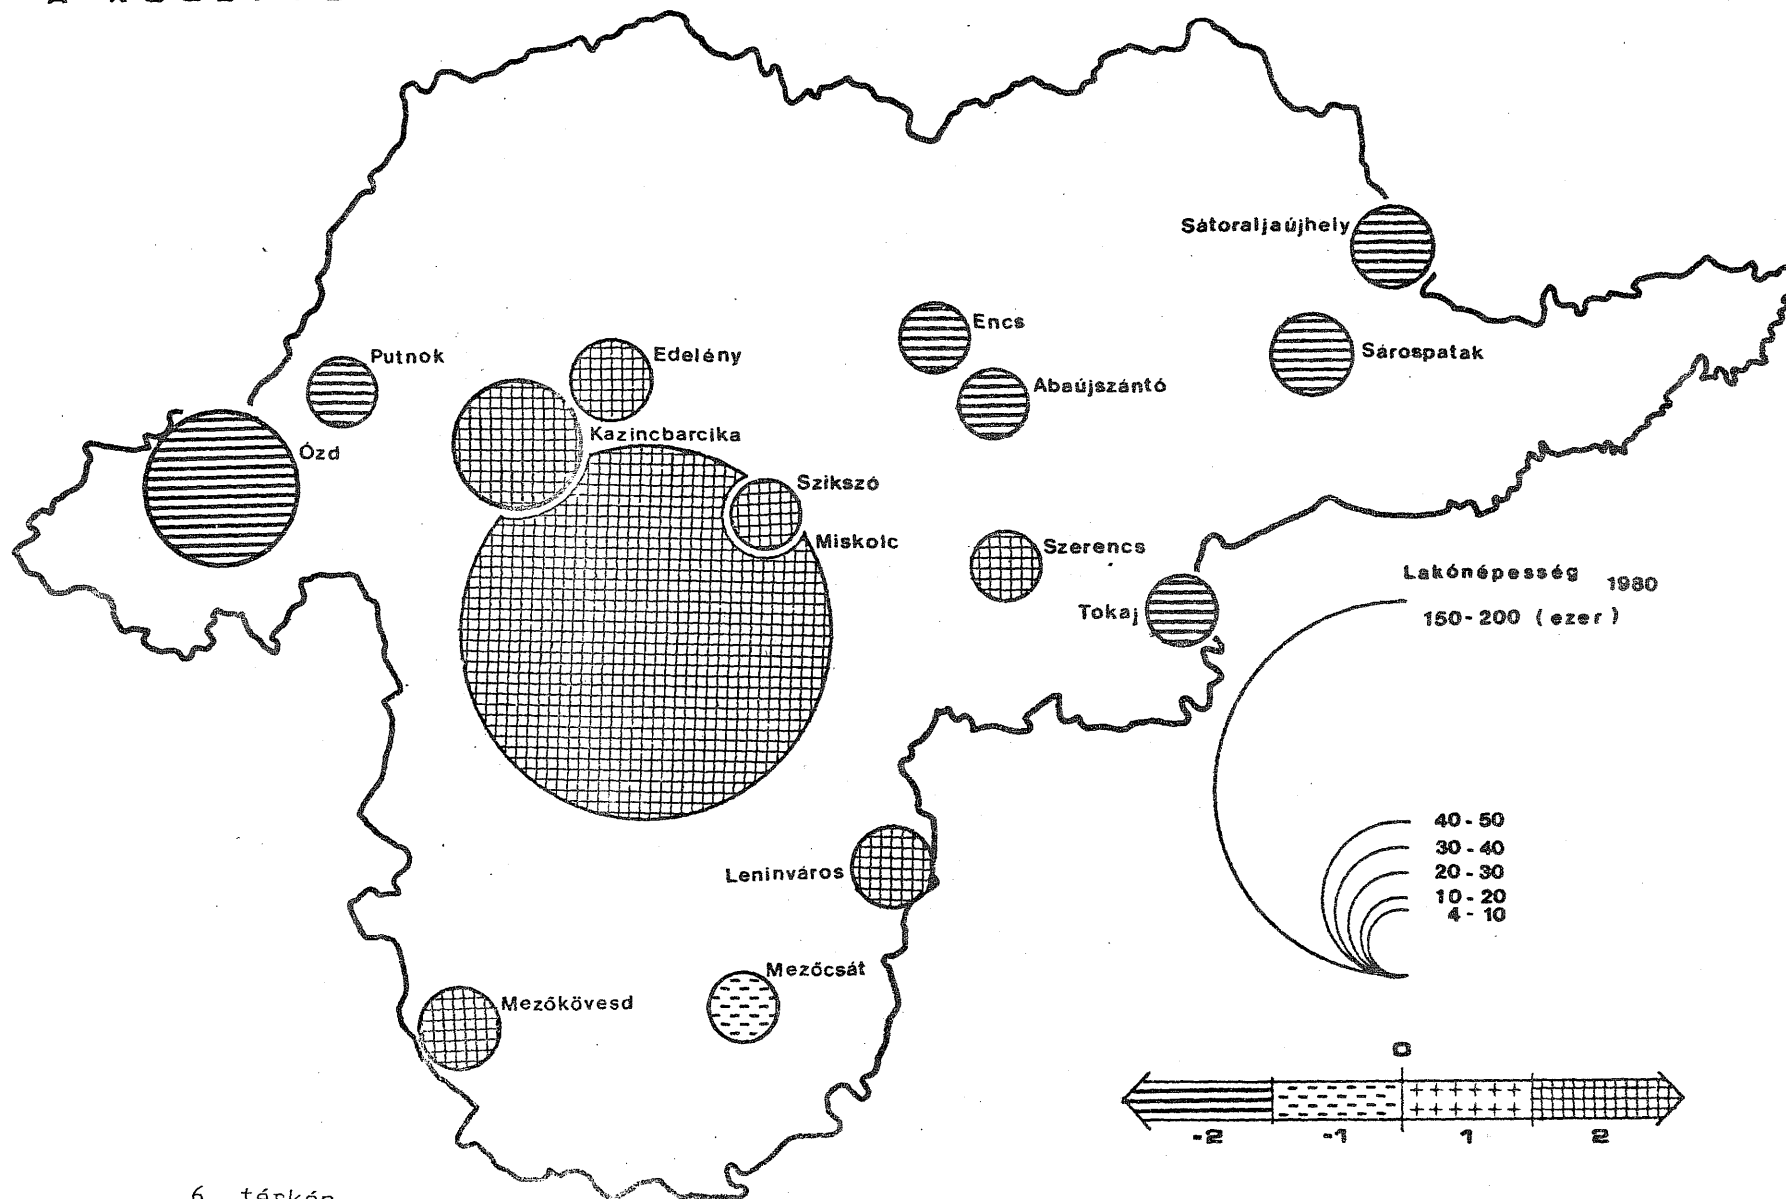 Sátoraljaújhely
Encs
Sárospatak
Putnok
Edelény
Abaújszántó
Kazincbarcika
Ózd
Szikszó
Miskolc
Szerencs
Tokaj
Lakónépesség 1980
150-200 (ezer)
40-50
30-40
20-30
10-20
4-10
Leninváros
Mezőcsát
Mezőkövesd
0
-2 -1 1 2
6. térkép